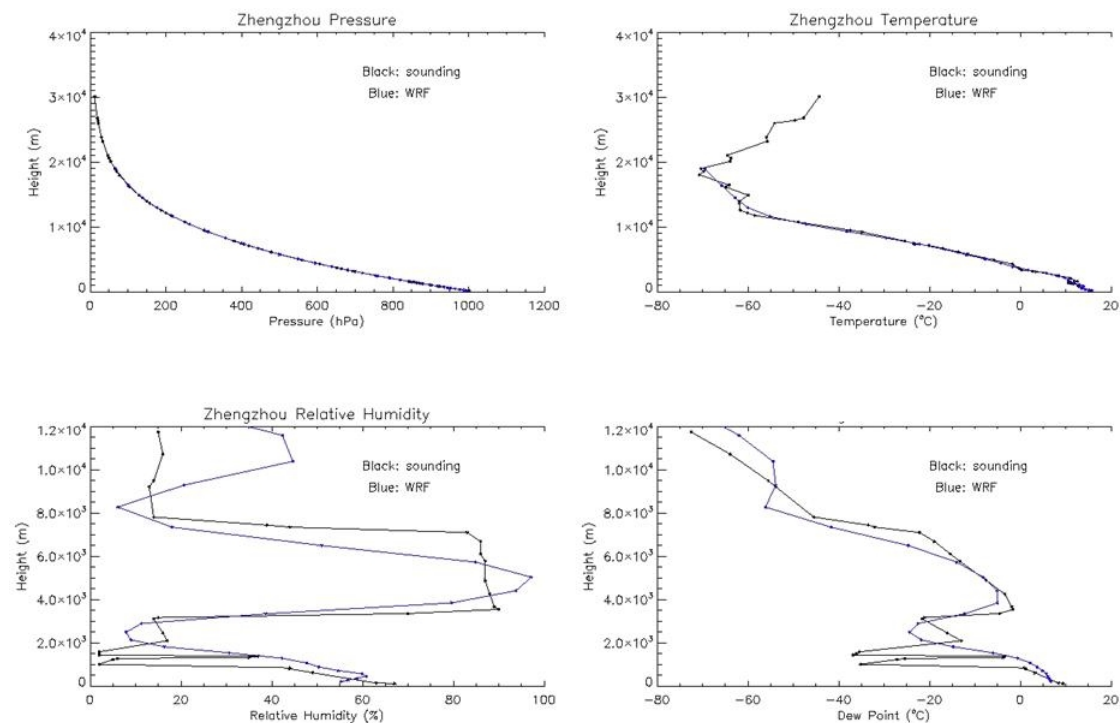 Zhengzhou Pressure
4×10⁴
3×10⁴
2×10⁴
1×10⁴
0
Height (m)
Black: sounding
Blue: WRF
0 200 400 600 800 1000 1200
Pressure (hPa)
Zhengzhou Temperature
4×10⁴
3×10⁴
2×10⁴
1×10⁴
0
Height (m)
Black: sounding
Blue: WRF
−80 −60 −40 −20 0 20
Temperature (°C)
Zhengzhou Relative Humidity
1.2×10⁴
1.0×10⁴
8.0×10³
6.0×10³
4.0×10³
2.0×10³
0
Height (m)
Black: sounding
Blue: WRF
0 20 40 60 80 100
Relative Humidity (%)
1.2×10⁴
1.0×10⁴
8.0×10³
6.0×10³
4.0×10³
2.0×10³
0
Height (m)
Black: sounding
Blue: WRF
−80 −60 −40 −20 0 20
Dew Point (°C)